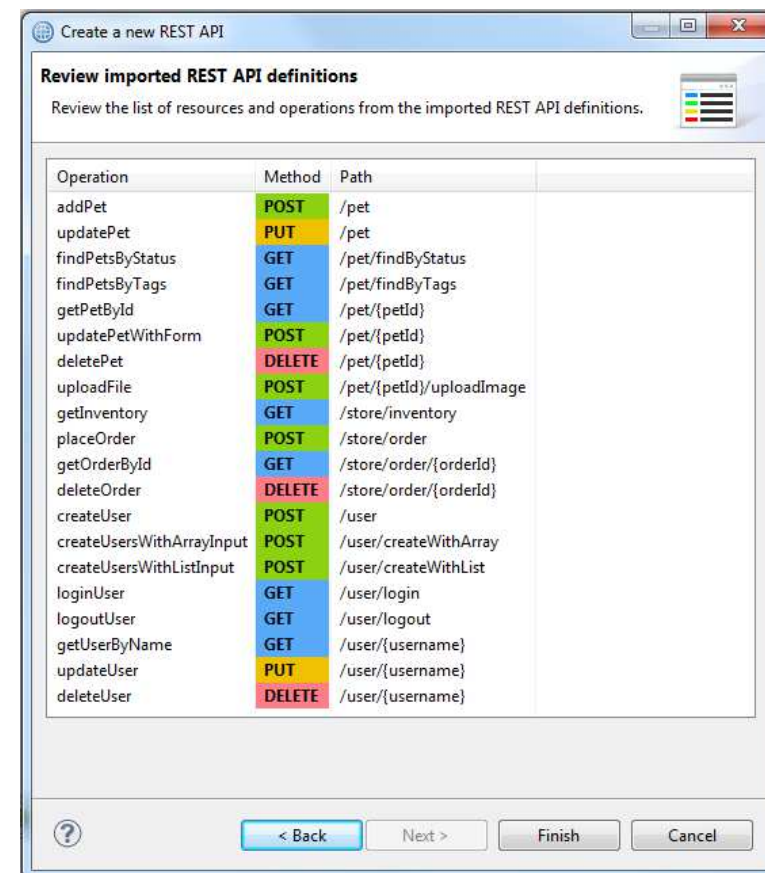 Create a new REST API
Review imported REST API definitions
Review the list of resources and operations from the imported REST API definitions.
Operation Method Path
addPet POST /pet
updatePet PUT /pet
findPetsByStatus GET /pet/findByStatus
findPetsByTags GET /pet/findByTags
getPetById GET /pet/{petId}
updatePetWithForm POST /pet/{petId}
deletePet DELETE /pet/{petId}
uploadFile POST /pet/{petId}/uploadImage
getInventory GET /store/inventory
placeOrder POST /store/order
getOrderById GET /store/order/{orderId}
deleteOrder DELETE /store/order/{orderId}
createUser POST /user
createUsersWithArrayInput POST /user/createWithArray
createUsersWithListInput POST /user/createWithList
loginUser GET /user/login
logoutUser GET /user/logout
getUserByName GET /user/{username}
updateUser PUT /user/{username}
deleteUser DELETE /user/{username}
? < Back Next > Finish Cancel